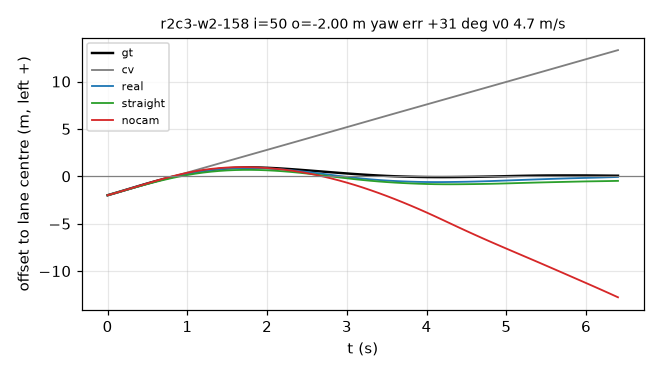 r2c3-w2-158 i=50 o=-2.00 m yaw err +31 deg v0 4.7 m/s
gt
cv
real
straight
nocam
offset to lane centre (m, left +)
10
5
0
−5
−10
0 1 2 3 4 5 6
t (s)